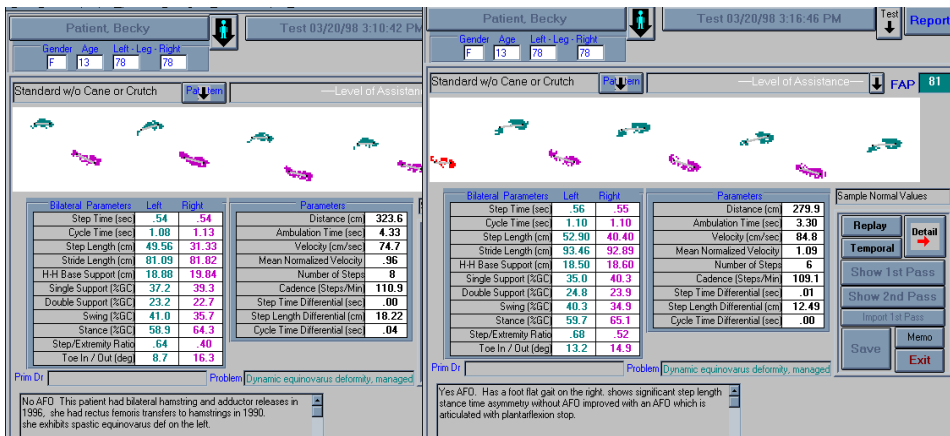 Patient, Becky
Test 03/20/98 3:10:42 PM
Gender Age Left - Leg - Right
F 13 78 78
Standard w/o Cane or Crutch
Pattern
—Level of Assistanc
Bilateral Parameters Left Right
Step Time (sec) .54 .54
Cycle Time (sec) 1.08 1.13
Step Length (cm) 49.56 31.33
Stride Length (cm) 81.09 81.82
H-H Base Support (cm) 18.88 19.84
Single Support (%GC) 37.2 39.3
Double Support (%GC) 23.2 22.7
Swing (%GC) 41.0 35.7
Stance (%GC) 58.9 64.3
Step/Extremity Ratio .64 .40
Toe In / Out (deg) 8.7 16.3
Parameters
Distance (cm) 323.6
Ambulation Time (sec) 4.33
Velocity (cm/sec) 74.7
Mean Normalized Velocity .96
Number of Steps 8
Cadence (Steps/Min) 110.9
Step Time Differential (sec) .00
Step Length Differential (cm) 18.22
Cycle Time Differential (sec) .04
Prim Dr
Problem Dynamic equinovarus deformity, managed
No AFO This patient had bilateral hamstring and adductor releases in
1996, she had rectus femoris transfers to hamstrings in 1990.
she exhibits spastic equinovarus def on the left.
Patient, Becky
Test 03/20/98 3:16:46 PM
Test
Report
Gender Age Left - Leg - Right
F 13 78 78
Standard w/o Cane or Crutch
Pattern
—Level of Assistance—
FAP 81
Bilateral Parameters Left Right
Step Time (sec) .56 .55
Cycle Time (sec) 1.10 1.10
Step Length (cm) 52.90 40.40
Stride Length (cm) 93.46 92.89
H-H Base Support (cm) 18.50 18.60
Single Support (%GC) 35.0 40.3
Double Support (%GC) 24.8 23.9
Swing (%GC) 40.3 34.9
Stance (%GC) 59.7 65.1
Step/Extremity Ratio .68 .52
Toe In / Out (deg) 13.2 14.9
Parameters
Distance (cm) 279.9
Ambulation Time (sec) 3.30
Velocity (cm/sec) 84.8
Mean Normalized Velocity 1.09
Number of Steps 6
Cadence (Steps/Min) 109.1
Step Time Differential (sec) .01
Step Length Differential (cm) 12.49
Cycle Time Differential (sec) .00
Sample Normal Values
Replay
Detail
Temporal
Show 1st Pass
Show 2nd Pass
Import 1st Pass
Save
Memo
Exit
Prim Dr
Problem Dynamic equinovarus deformity, managed
Yes AFO. Has a foot flat gait on the right. shows significant step length
stance time asymmetry without AFO improved with an AFO which is
articulated with plantarflexion stop.